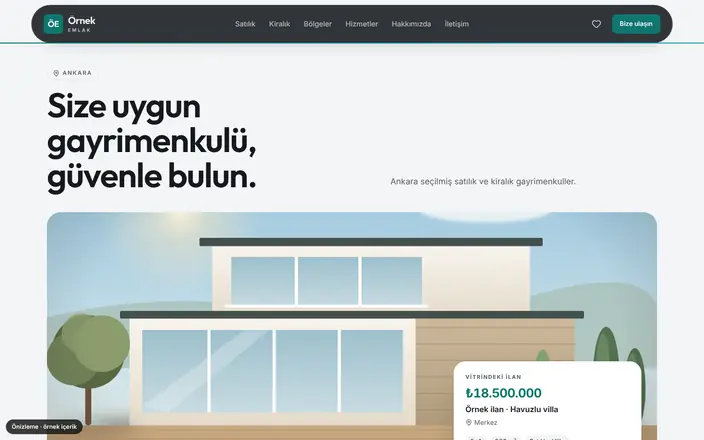 ÖE
Örnek
EMLAK
Satılık Kiralık Bölgeler Hizmetler Hakkımızda İletişim
Bize ulaşın
ANKARA
Size uygun
gayrimenkulü,
güvenle bulun.
Ankara seçilmiş satılık ve kiralık gayrimenkuller.
VİTRİNDEKİ İLAN
₺18.500.000
Örnek ilan · Havuzlu villa
Merkez
Önizleme · örnek içerik